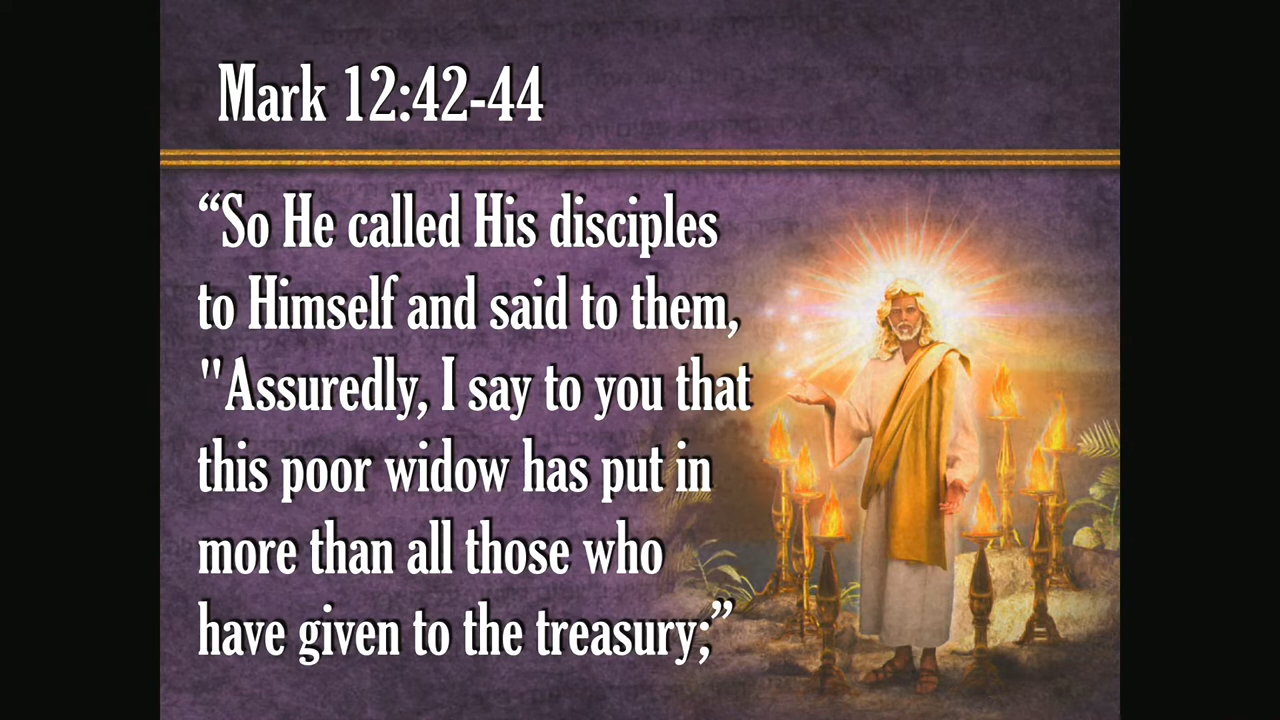 Mark 12:42-44
“So He called His disciples
to Himself and said to them,
"Assuredly, I say to you that
this poor widow has put in
more than all those who
have given to the treasury;”